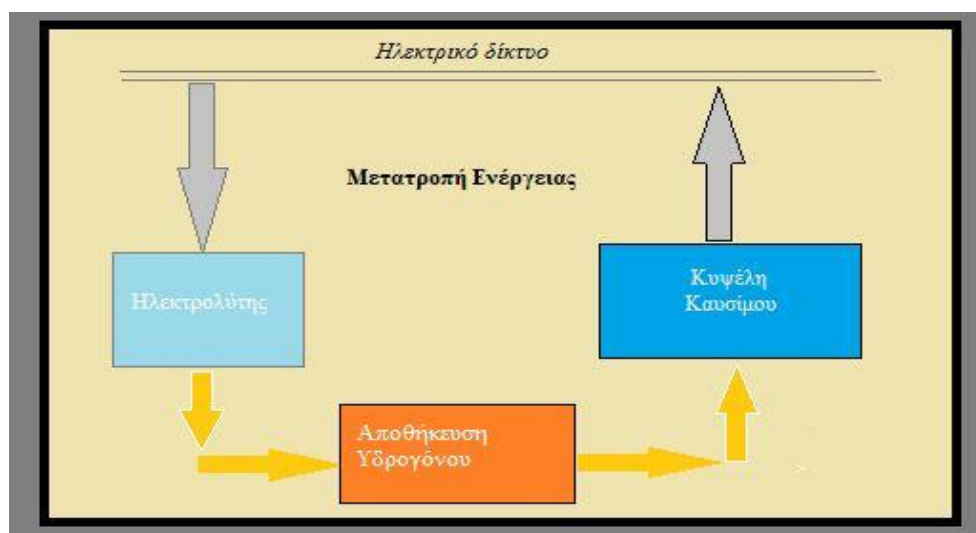 Ηλεκτρικό δίκτυο
Μετατροπή Ενέργειας
Ηλεκτρολύτης
Κυψέλη
Καυσίμου
Αποθήκευση
Υδρογόνου